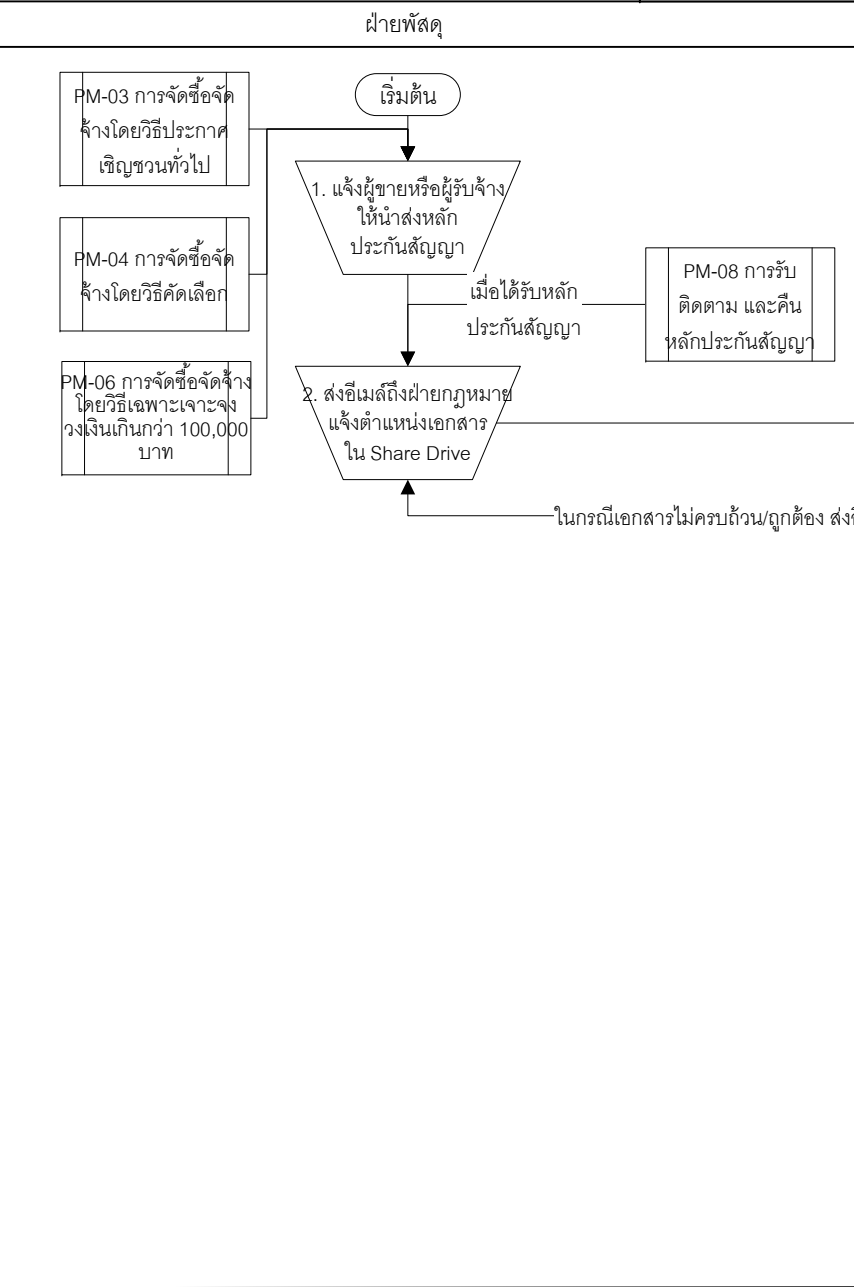 ฝ่ายพัสดุ
PM-03 การจัดซื้อจัด
จ้างโดยวิธีประกาศ
เชิญชวนทั่วไป
เริ่มต้น
1. แจ้งผู้ขายหรือผู้รับจ้าง
ให้นำส่งหลัก
ประกันสัญญา
PM-04 การจัดซื้อจัด
จ้างโดยวิธีคัดเลือก
เมื่อได้รับหลัก
ประกันสัญญา
PM-08 การรับ
ติดตาม และคืน
หลักประกันสัญญา
PM-06 การจัดซื้อจัดจ้าง
โดยวิธีเฉพาะเจาะจง
วงเงินเกินกว่า 100,000
บาท
2. ส่งอีเมล์ถึงฝ่ายกฎหมาย
แจ้งตำแหน่งเอกสาร
ใน Share Drive
ในกรณีเอกสารไม่ครบถ้วน/ถูกต้อง